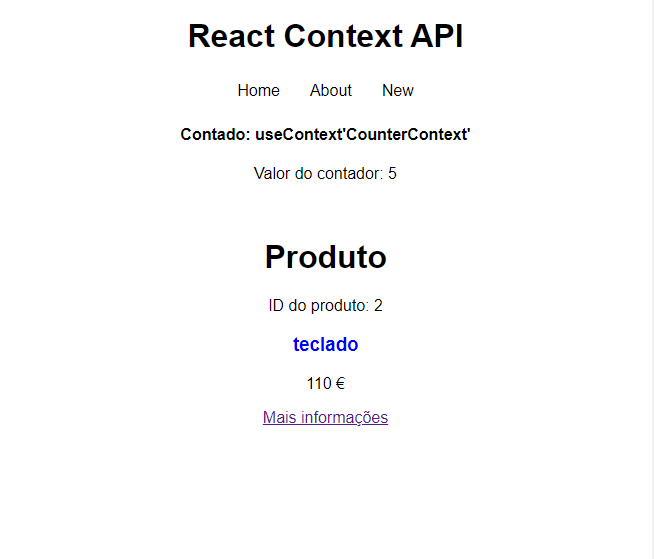 React Context API
Home About New
Contado: useContext'CounterContext'
Valor do contador: 5
Produto
ID do produto: 2
teclado
110 €
Mais informações